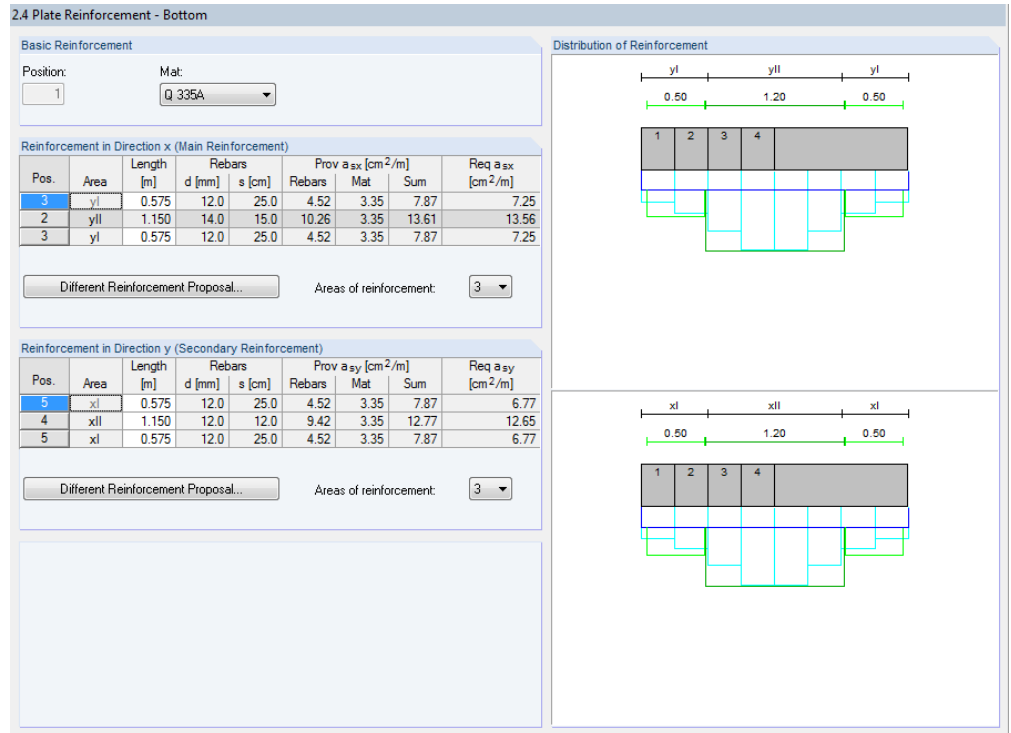 2.4 Plate Reinforcement - Bottom
Basic Reinforcement
Position:
Mat:
1
Q 335A
Reinforcement in Direction x (Main Reinforcement)
Pos. Area Length [m] Rebars d [mm] s [cm] Prov a sx [cm²/m] Rebars Mat Sum Req a sx [cm²/m]
3 yI 0.575 12.0 25.0 4.52 3.35 7.87 7.25
2 yII 1.150 14.0 15.0 10.26 3.35 13.61 13.56
3 yI 0.575 12.0 25.0 4.52 3.35 7.87 7.25
Different Reinforcement Proposal... Areas of reinforcement: 3
Reinforcement in Direction y (Secondary Reinforcement)
Pos. Area Length [m] Rebars d [mm] s [cm] Prov a sy [cm²/m] Rebars Mat Sum Req a sy [cm²/m]
5 xI 0.575 12.0 25.0 4.52 3.35 7.87 6.77
4 xII 1.150 12.0 12.0 9.42 3.35 12.77 12.65
5 xI 0.575 12.0 25.0 4.52 3.35 7.87 6.77
Different Reinforcement Proposal... Areas of reinforcement: 3
Distribution of Reinforcement
yI yII yI
0.50 1.20 0.50
1 2 3 4
xI xII xI
0.50 1.20 0.50
1 2 3 4